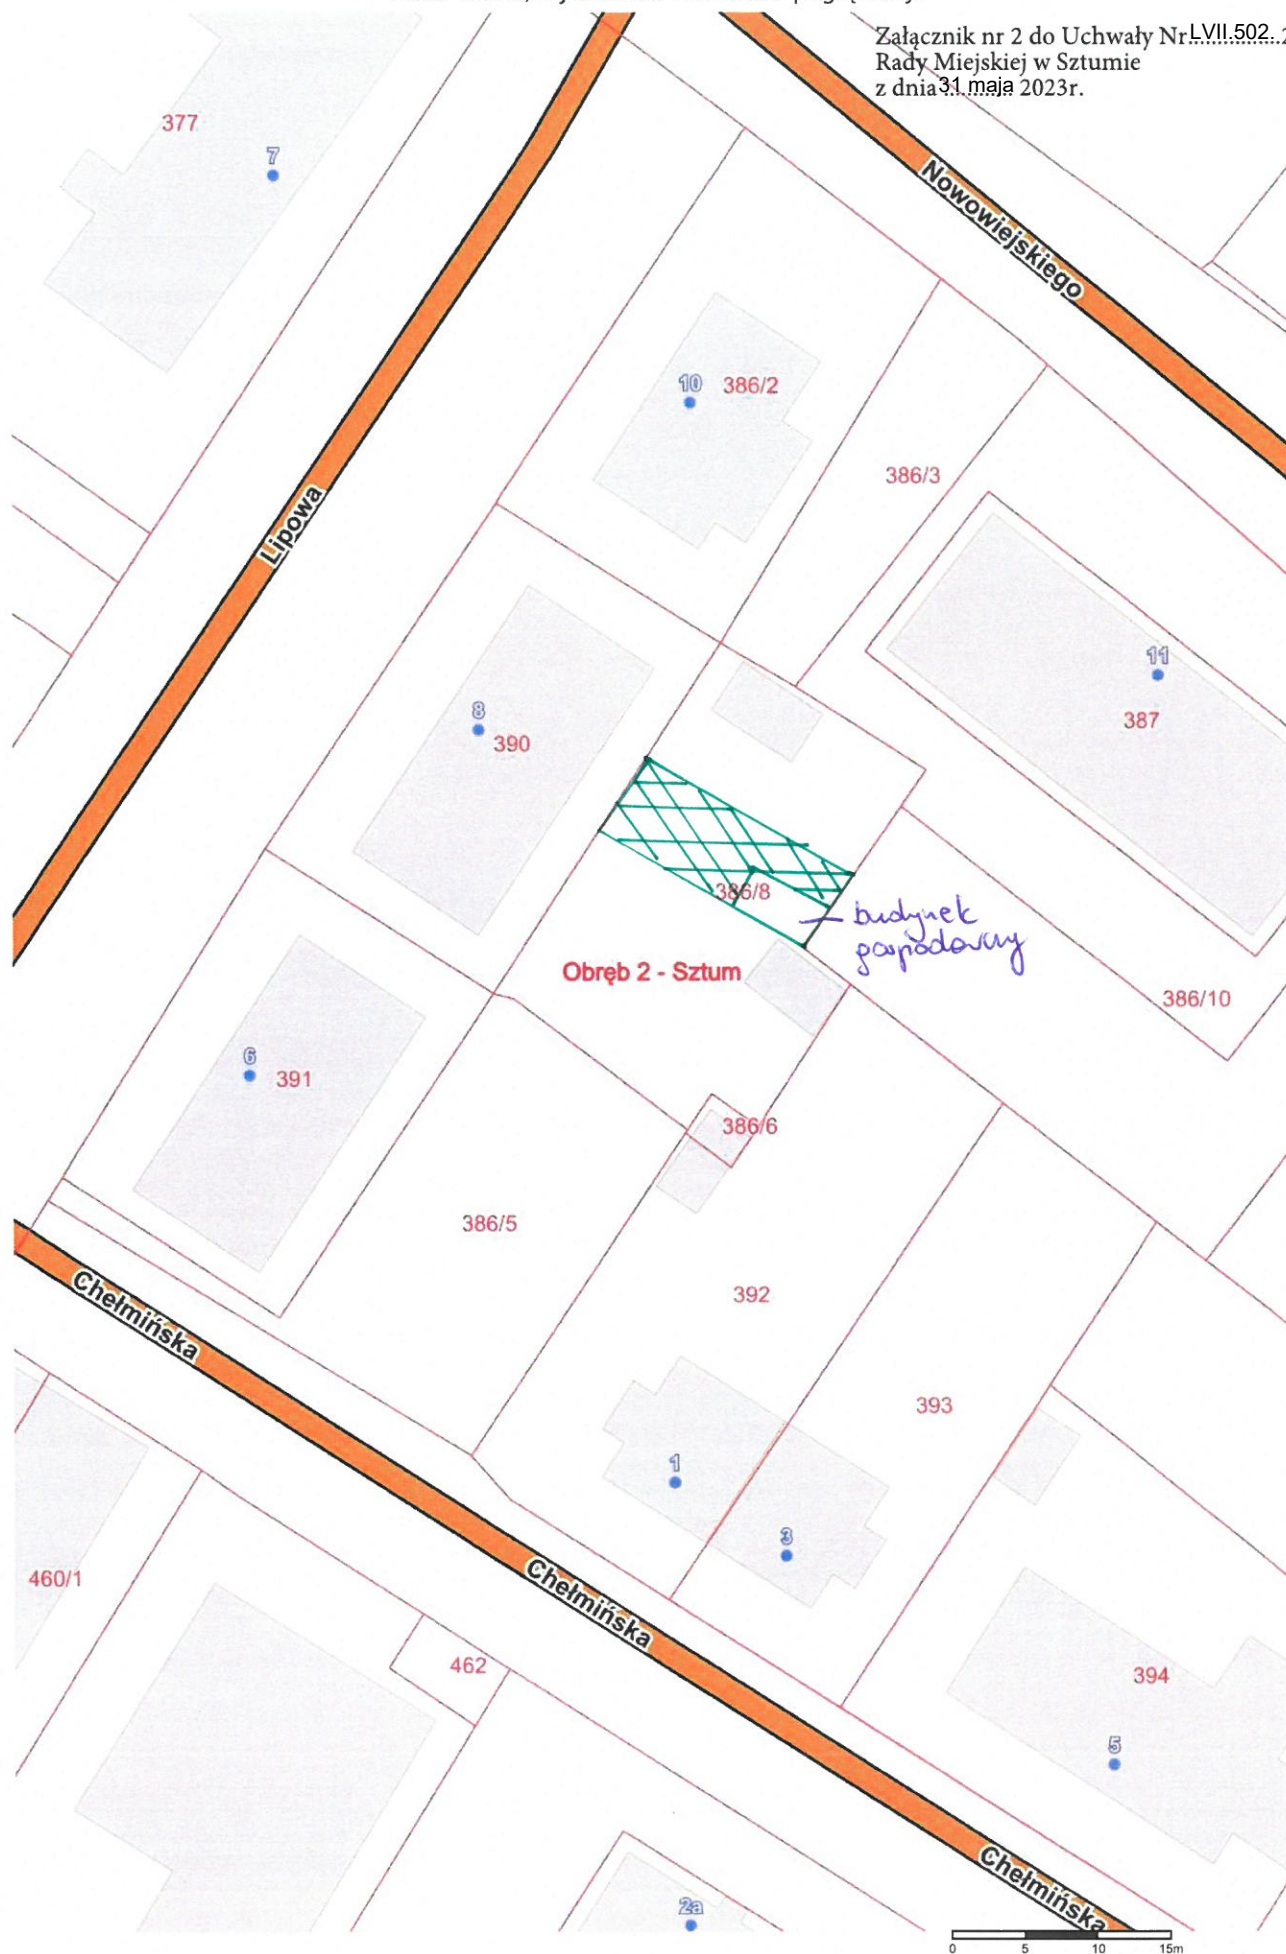 Załącznik nr 2 do Uchwały Nr LVII.502.
Rady Miejskiej w Sztumie
z dnia 31 maja 2023r.
377
7
Nowowiejskiego
10
386/2
386/3
Lipowa
11
387
8
390
386/8
budynek
gospodarczy
Obręb 2 - Sztum
386/10
6
391
386/6
386/5
392
Chełmińska
393
1
3
460/1
Chełmińska
462
394
5
Chełmińska
2a
0 5 10 15m